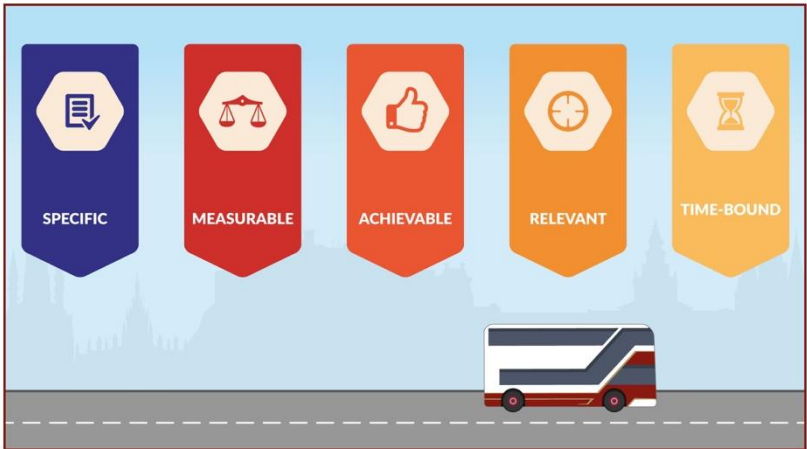 SPECIFIC
MEASURABLE
ACHIEVABLE
RELEVANT
TIME-BOUND